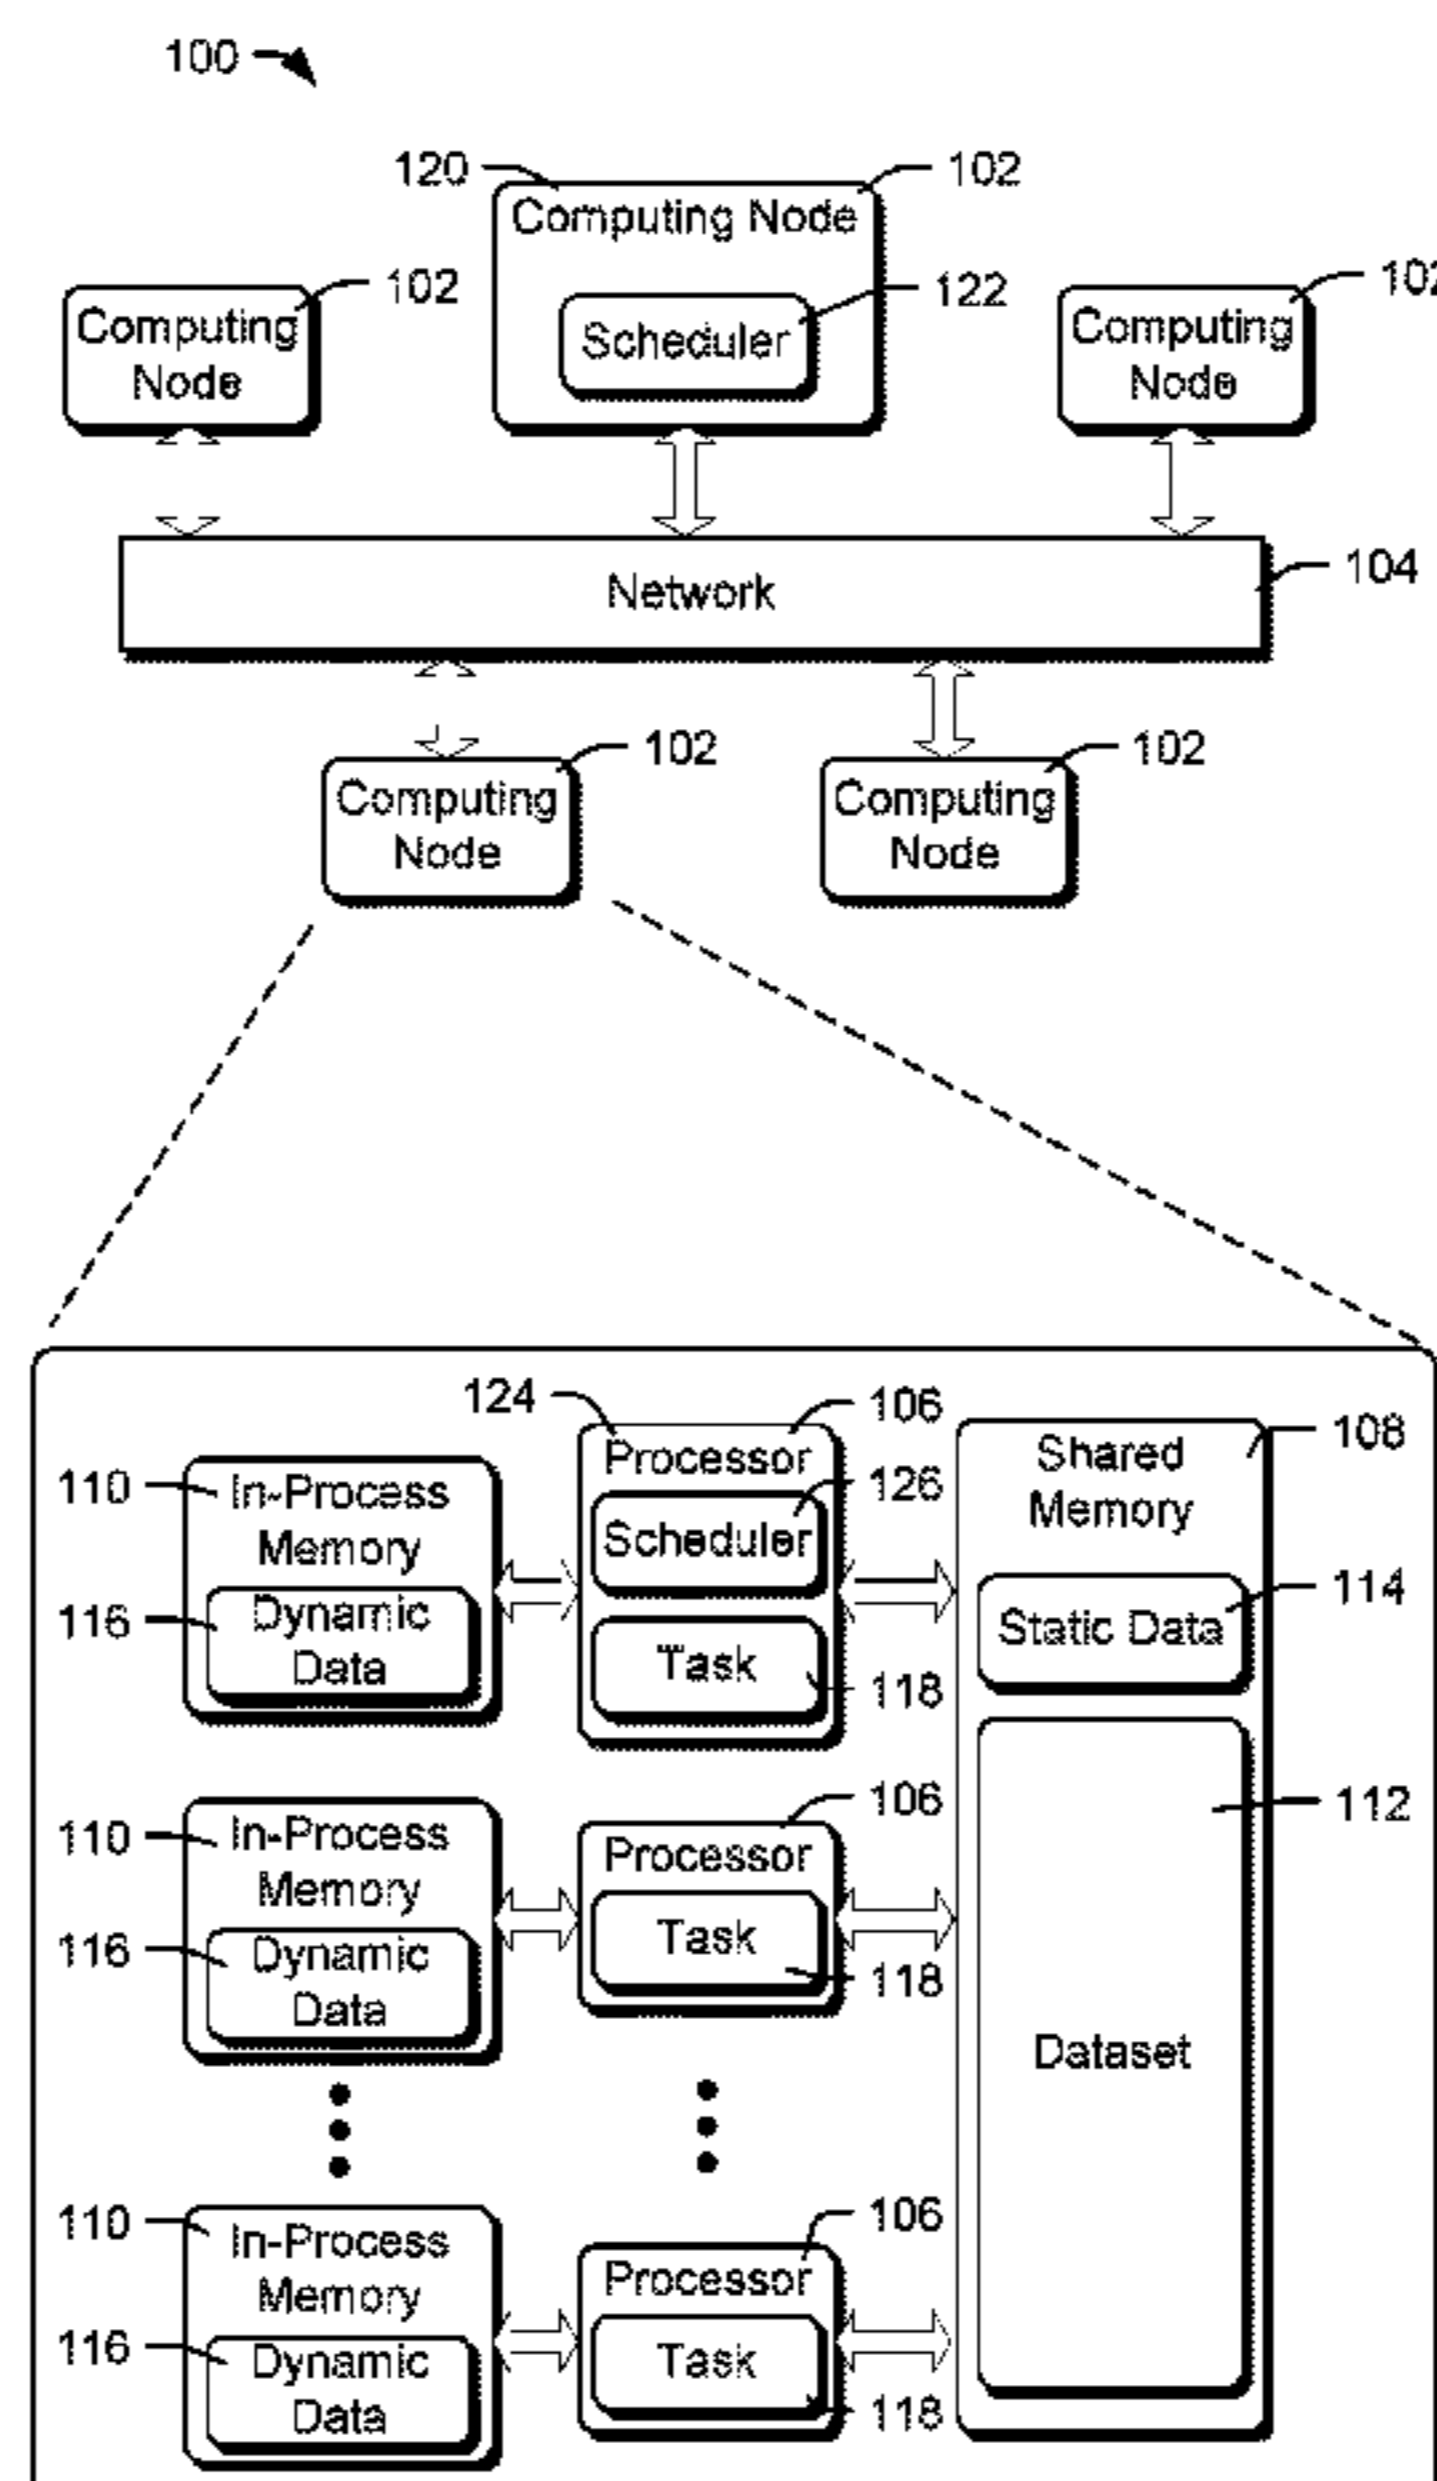 100
120
102
Computing Node
102
122
102
Computing
Node
Scheduler
Computing
Node
Network
104
102
102
Computing
Node
Computing
Node
124
106
108
Processor
Shared
Memory
110
In-Process
Memory
126
Scheduler
114
Static Data
116
Dynamic
Data
Task
118
110
In-Process
Memory
106
Processor
112
116
Dynamic
Data
Task
118
Dataset
110
In-Process
Memory
106
Processor
116
Dynamic
Data
Task
118